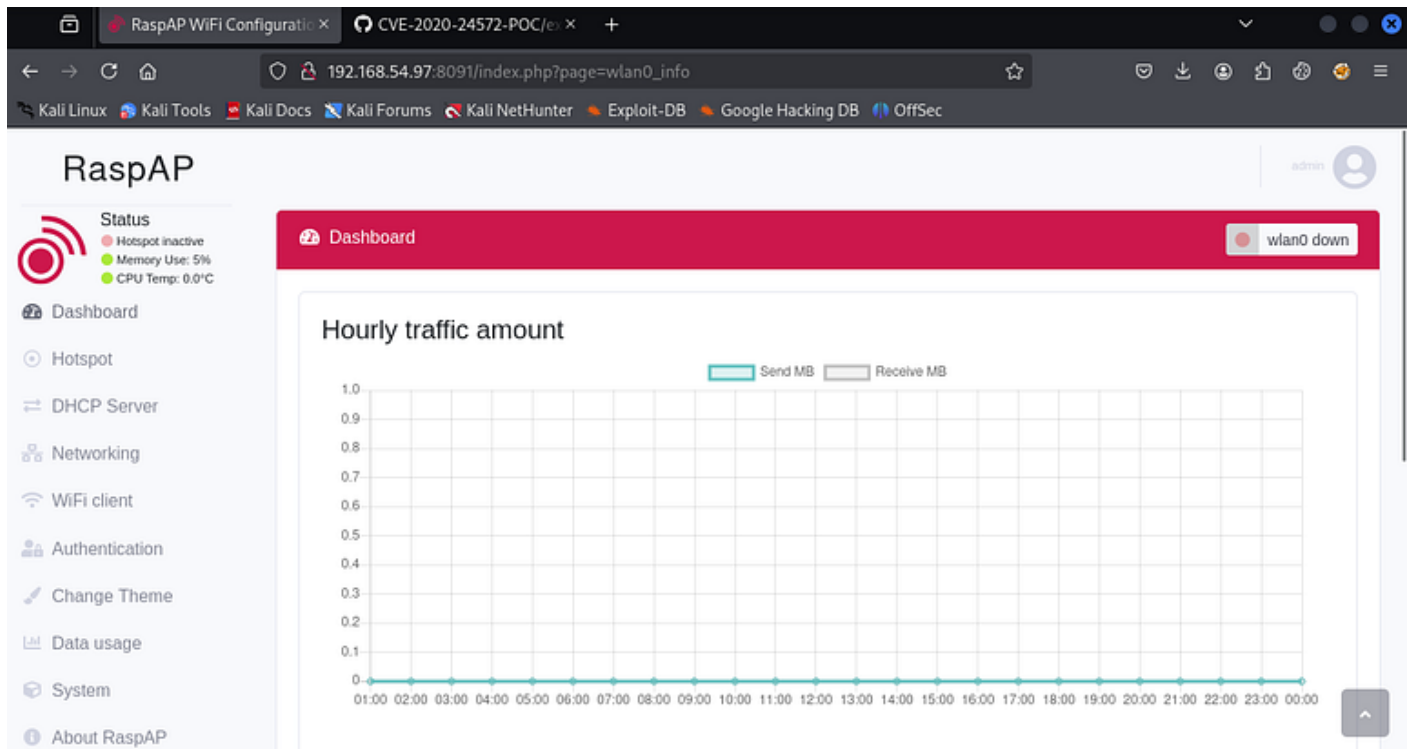 RaspAP WiFi Configuratio
CVE-2020-24572-POC/e
192.168.54.97:8091/index.php?page=wlan0_info
Kali Linux Kali Tools Kali Docs Kali Forums Kali NetHunter Exploit-DB Google Hacking DB OffSec
RaspAP
admin
Status
Hotspot inactive
Memory Use: 5%
CPU Temp: 0.0°C
Dashboard
Hotspot
DHCP Server
Networking
WiFi client
Authentication
Change Theme
Data usage
System
About RaspAP
Dashboard
wlan0 down
Hourly traffic amount
Send MB Receive MB
1.0
0.9
0.8
0.7
0.6
0.5
0.4
0.3
0.2
0.1
0
01:00 02:00 03:00 04:00 05:00 06:00 07:00 08:00 09:00 10:00 11:00 12:00 13:00 14:00 15:00 16:00 17:00 18:00 19:00 20:00 21:00 22:00 23:00 00:00